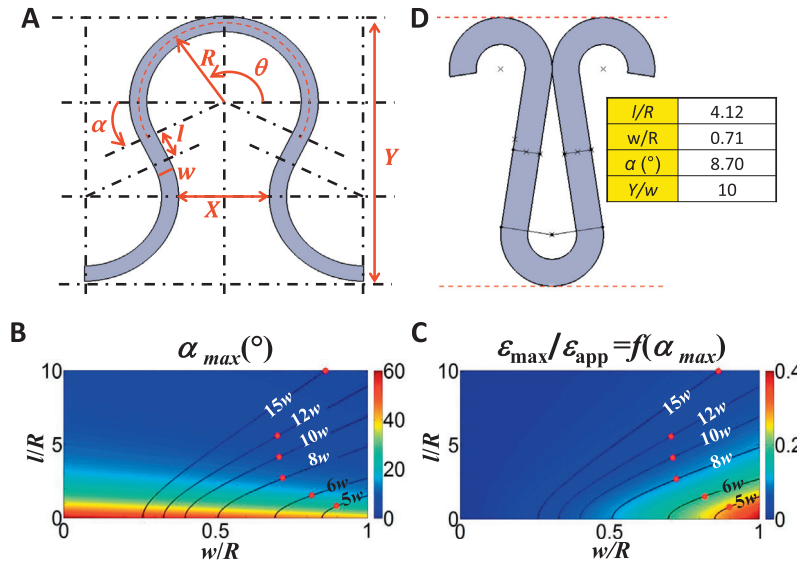 A
R
θ
α
l
w
X
Y
D
l/R 4.12
w/R 0.71
α (°) 8.70
Y/w 10
B
α max(°)
10
5
0
l/R
0
0.5
1
w/R
15w
12w
10w
8w
6w
5w
60
40
20
0
C
εmax/εapp =f(α max)
10
5
0
l/R
0
0.5
1
w/R
15w
12w
10w
8w
6w
5w
0.4
0.2
0